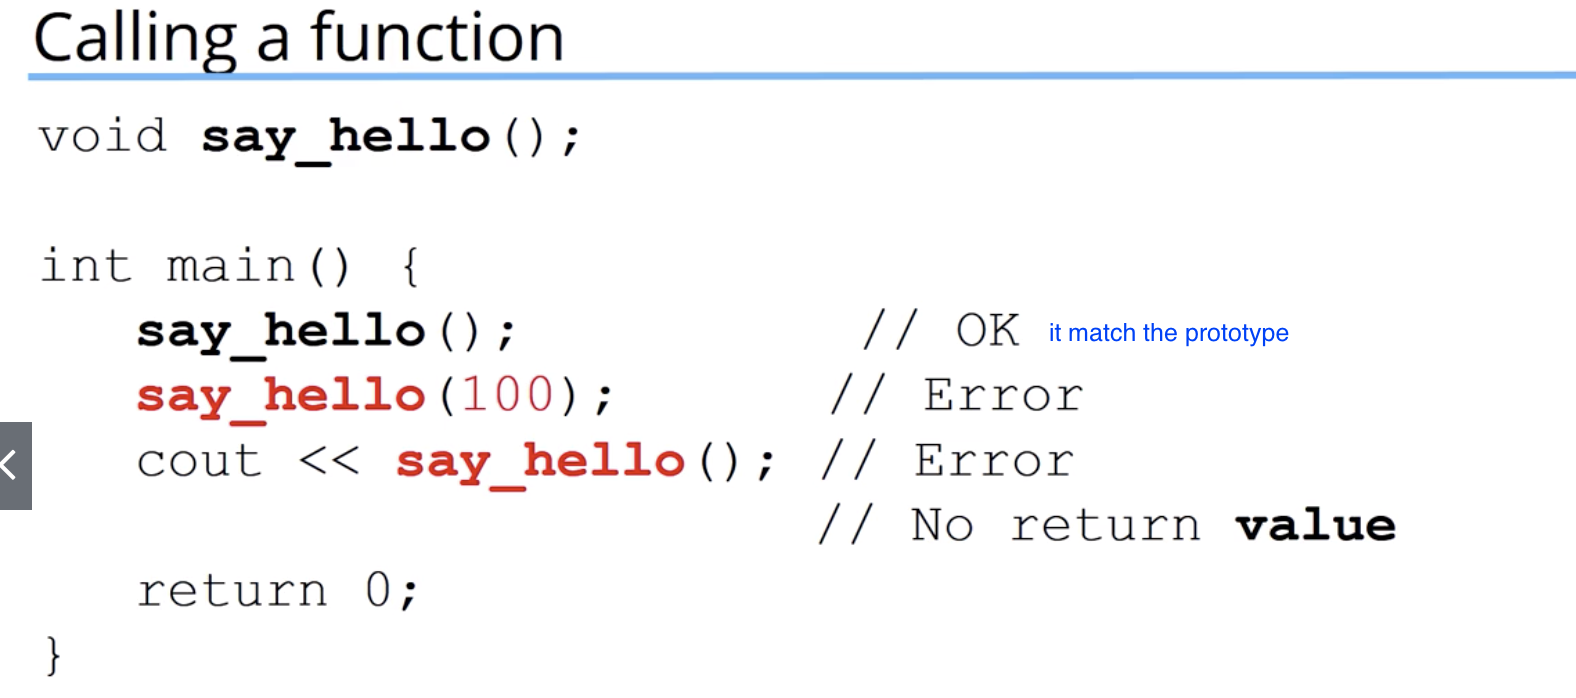 Calling a function
void say_hello();
int main() {
say_hello(); // OK it match the prototype
say_hello(100); // Error
cout << say_hello(); // Error
// No return value
return 0;
}